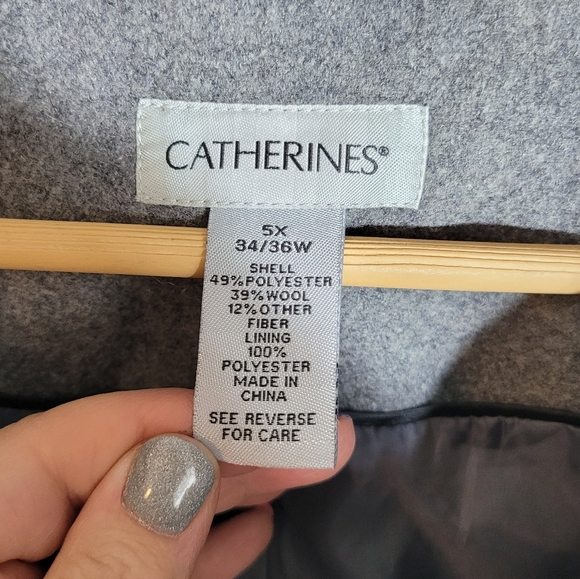 CATHERINES®
5X
34/36W
SHELL
49%POLYESTER
39%WOOL
12%OTHER
FIBER
LINING
100%
POLYESTER
MADE IN
CHINA
SEE REVERSE
FOR CARE